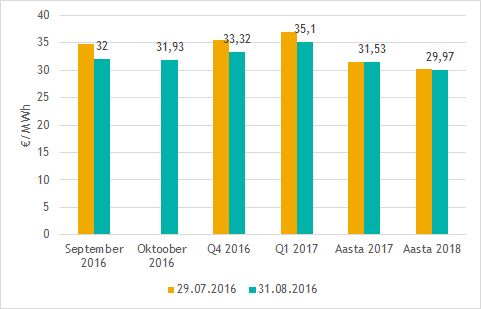 40
35
30
25
20
15
10
5
0
€/MWh
32
31,93
33,32
35,1
31,53
29,97
September
2016
Oktoober
2016
Q4 2016
Q1 2017
Aasta 2017
Aasta 2018
29.07.2016
31.08.2016